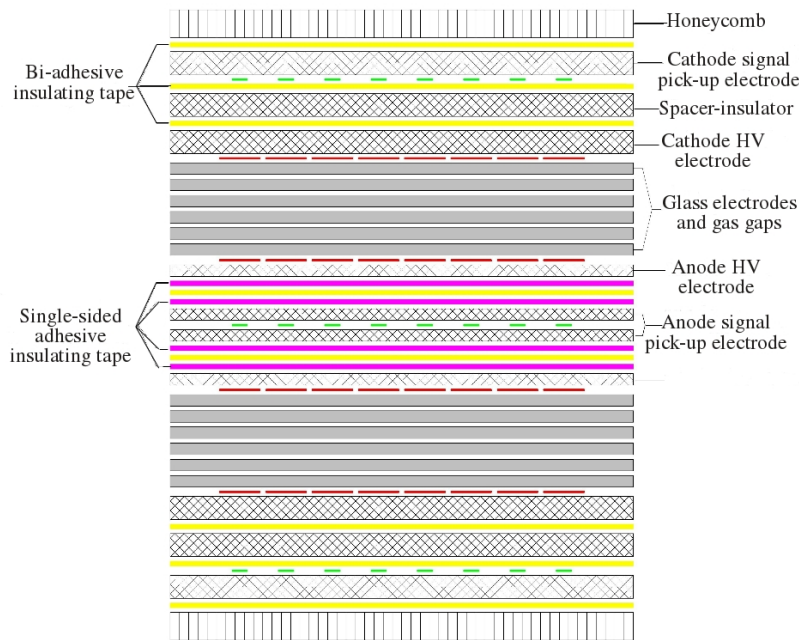 Honeycomb
Bi-adhesive
insulating tape
Cathode signal
pick-up electrode
Spacer-insulator
Cathode HV
electrode
Glass electrodes
and gas gaps
Anode HV
electrode
Single-sided
adhesive
insulating tape
Anode signal
pick-up electrode